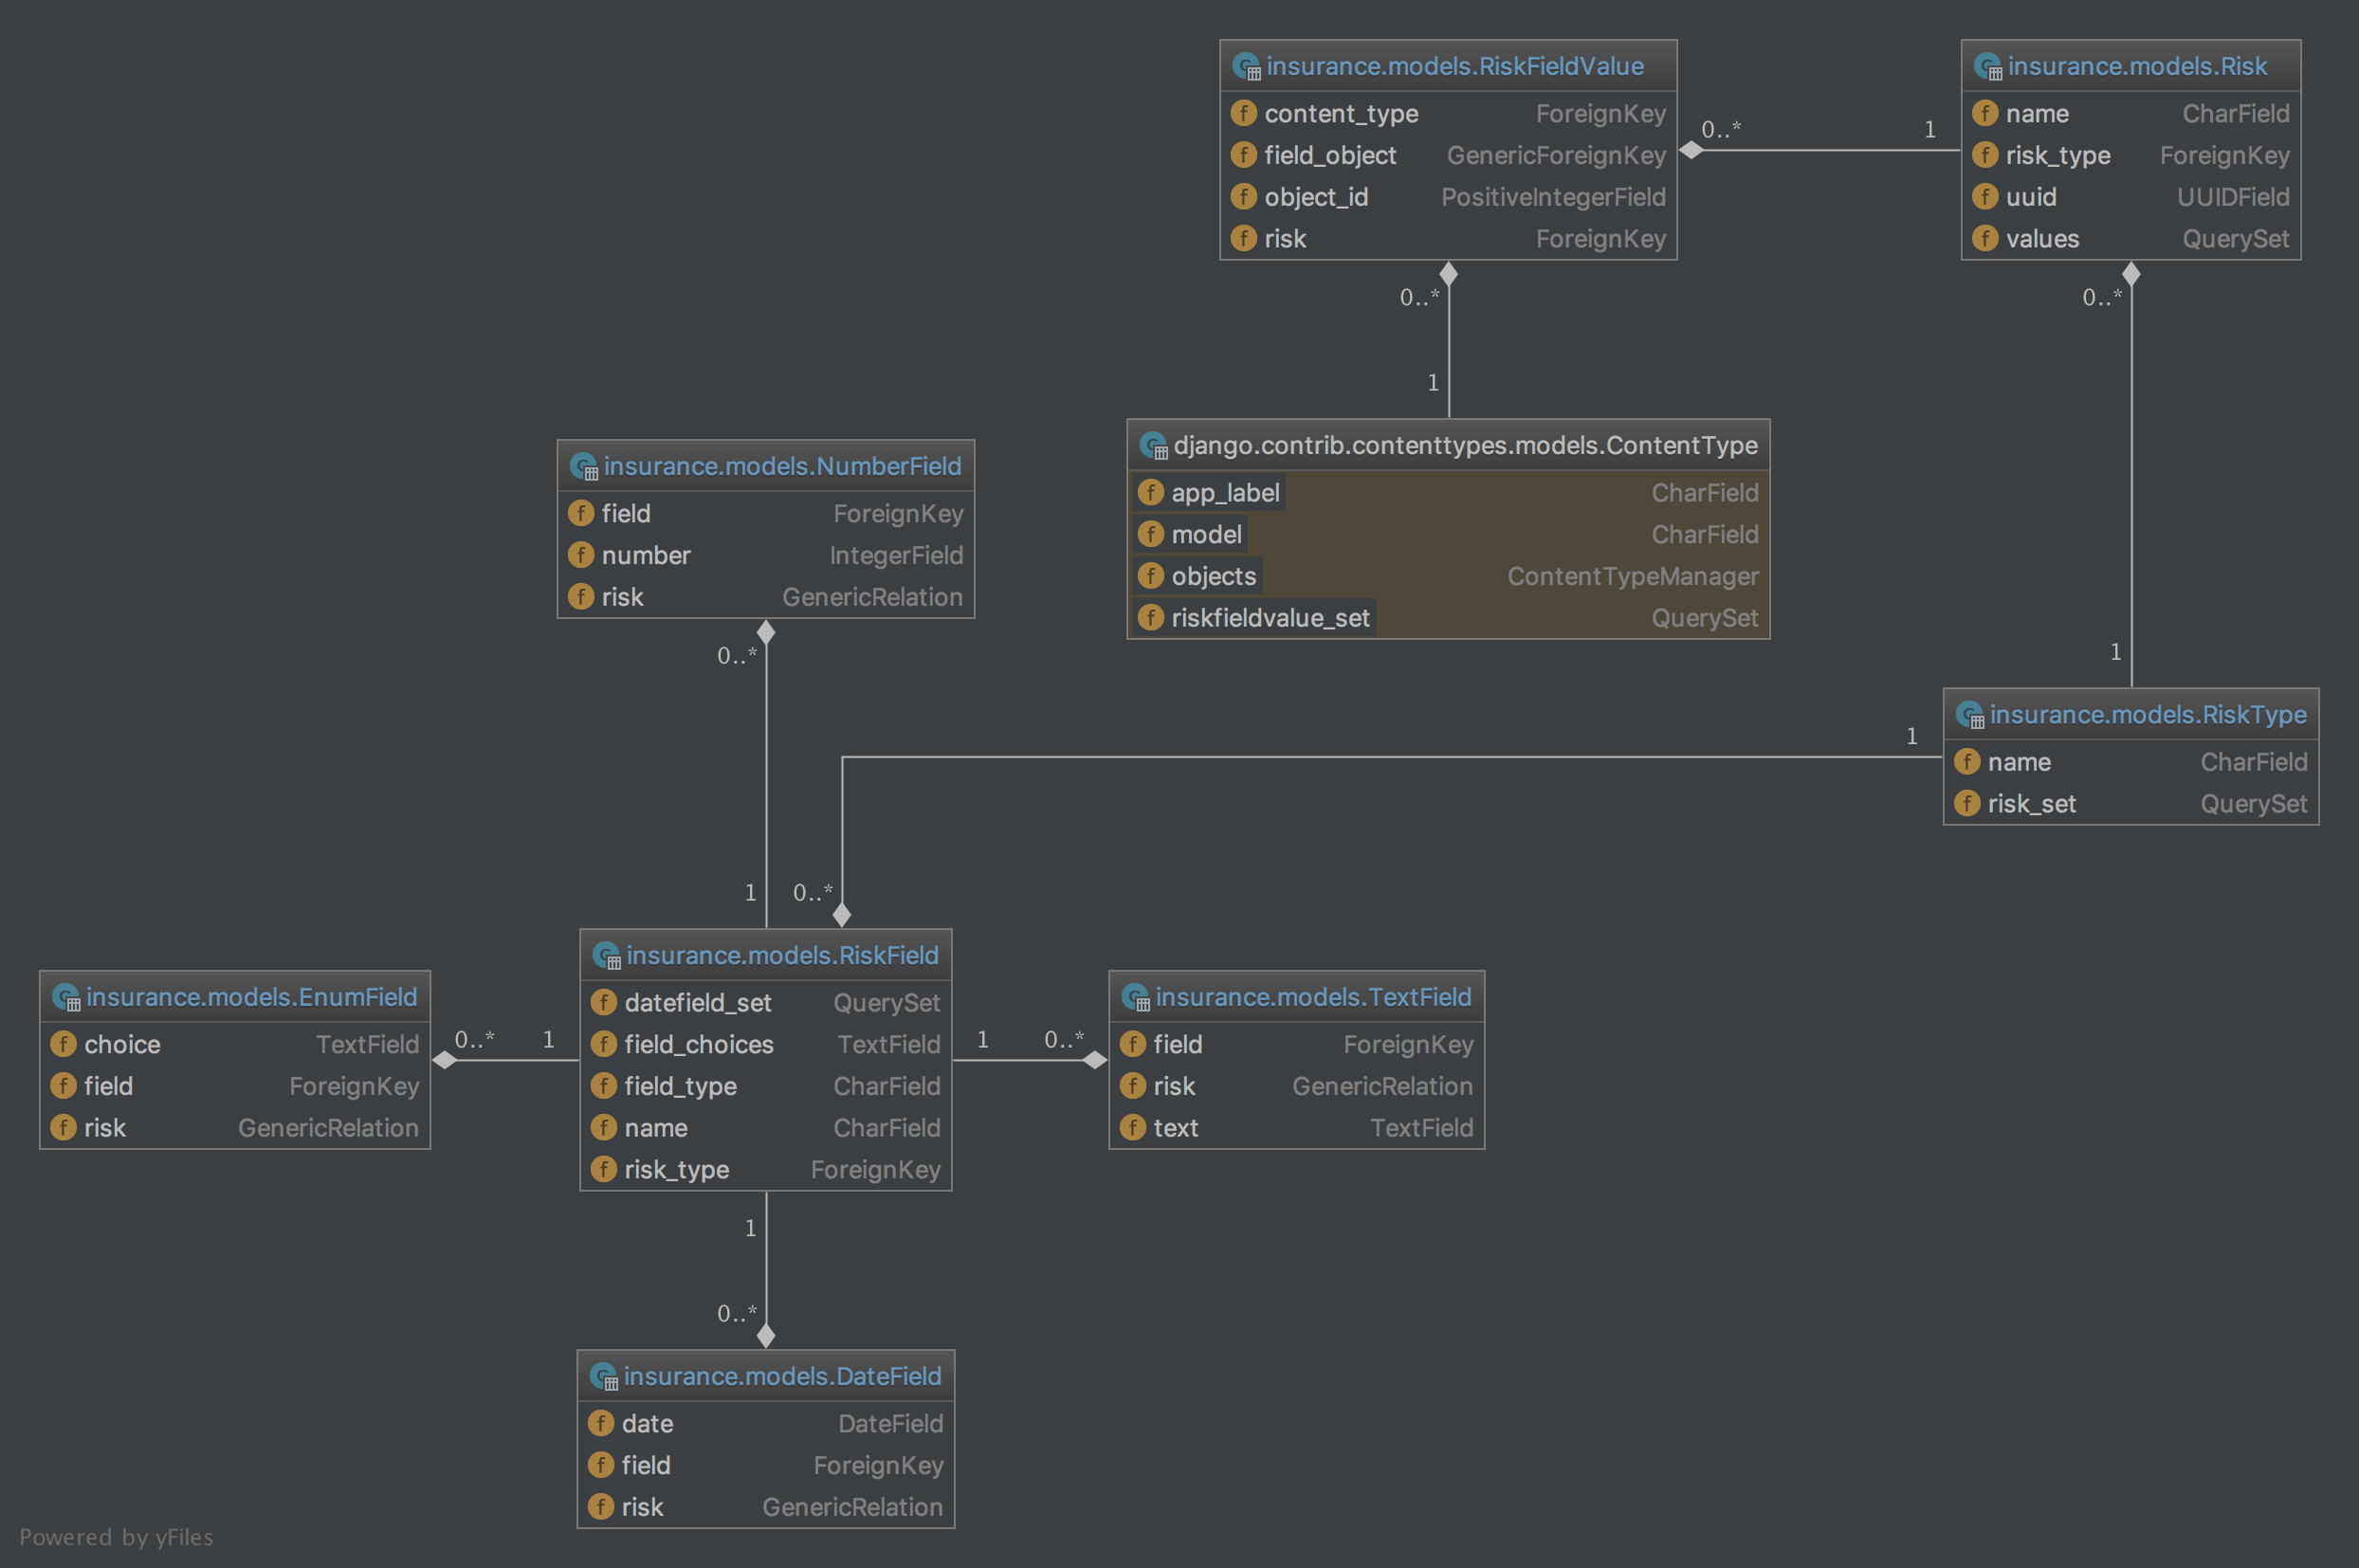 insurance.models.RiskFieldValue
content_type ForeignKey
field_object GenericForeignKey
object_id PositiveIntegerField
risk ForeignKey
0..* 1
insurance.models.Risk
name CharField
risk_type ForeignKey
uuid UUIDField
values QuerySet
0..*
1
0..*
1
django.contrib.contenttypes.models.ContentType
app_label CharField
model CharField
objects ContentTypeManager
riskfieldvalue_set QuerySet
insurance.models.NumberField
field ForeignKey
number IntegerField
risk GenericRelation
0..*
1
insurance.models.RiskType
name CharField
risk_set QuerySet
1
0..*
insurance.models.RiskField
datefield_set QuerySet
field_choices TextField
field_type CharField
name CharField
risk_type ForeignKey
insurance.models.EnumField
choice TextField
field ForeignKey
risk GenericRelation
0..* 1
1 0..*
insurance.models.TextField
field ForeignKey
risk GenericRelation
text TextField
1
0..*
insurance.models.DateField
date DateField
field ForeignKey
risk GenericRelation
Powered by yFiles